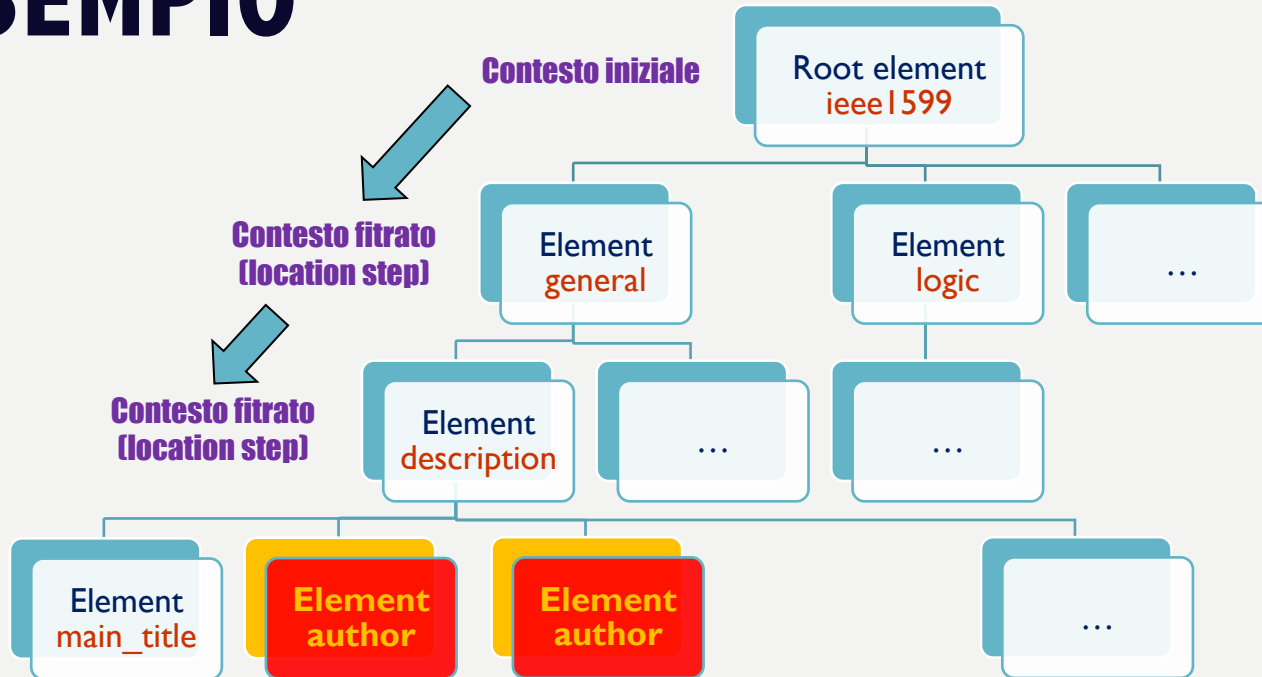 SEMPIO
Contesto iniziale
Root element
ieee1599
Contesto fitrato
(location step)
Element
general
Element
logic
…
Contesto fitrato
(location step)
Element
description
…
…
Element
main_title
Element
author
Element
author
…